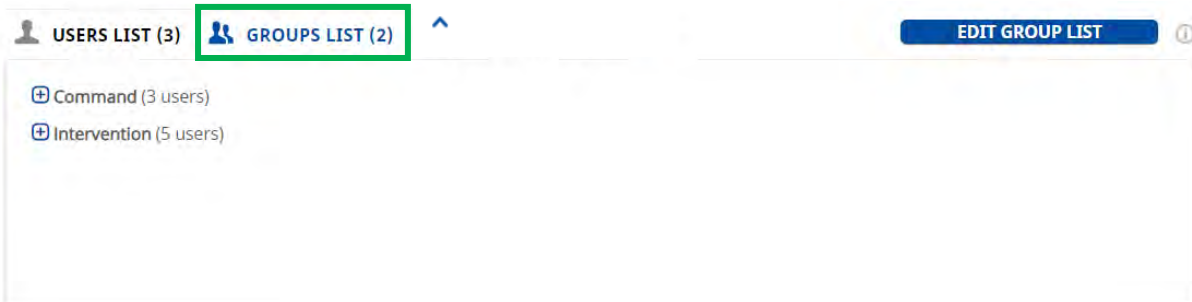 USERS LIST (3) GROUPS LIST (2) EDIT GROUP LIST
Command (3 users)
Intervention (5 users)